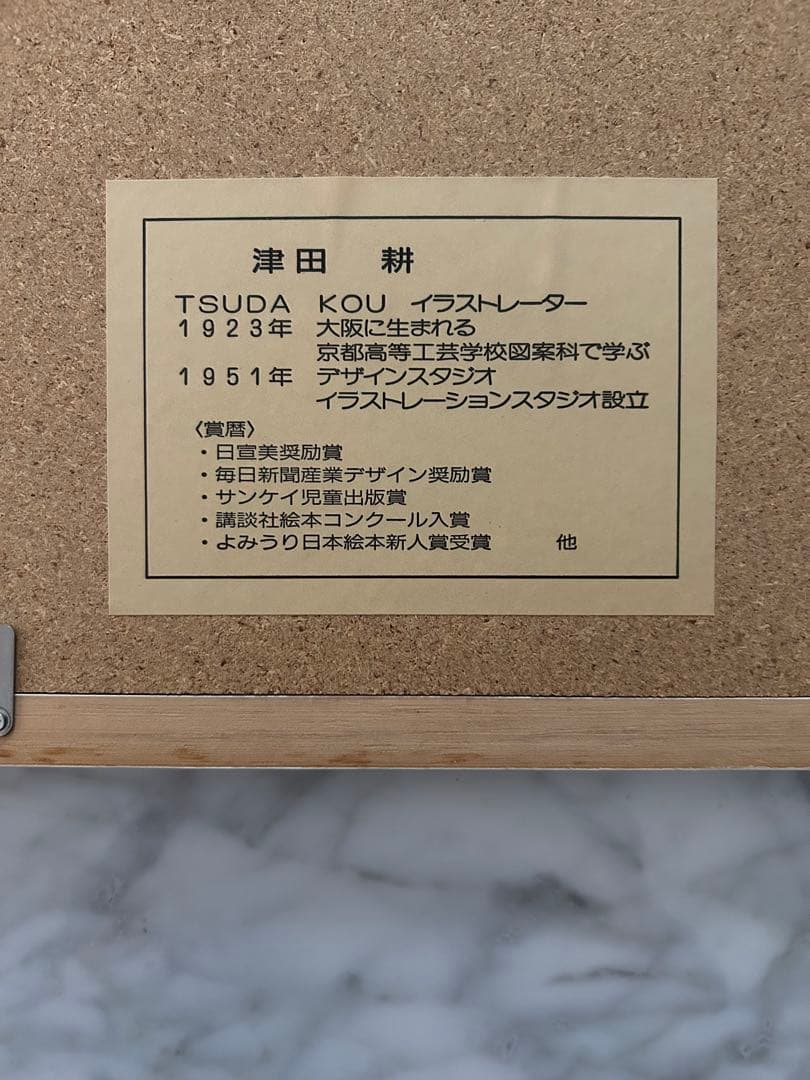 津田 耕
TSUDA KOU イラストレーター
1923年 大阪に生まれる
京都高等工芸学校図案科で学ぶ
1951年 デザインスタジオ
イラストレーションスタジオ設立
〈賞暦〉
・日宣美奨励賞
・毎日新聞産業デザイン奨励賞
・サンケイ児童出版賞
・講談社絵本コンクール入賞
・よみうり日本絵本新人賞受賞 他